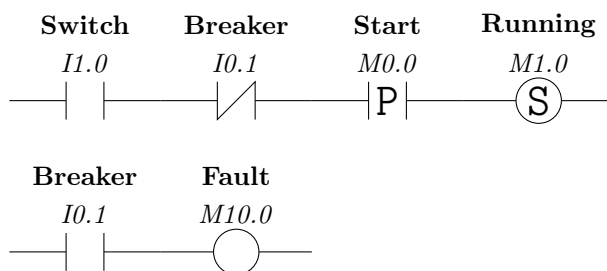 Switch Breaker Start Running
I1.0 I0.1 M0.0 M1.0
P S
Breaker Fault
I0.1 M10.0